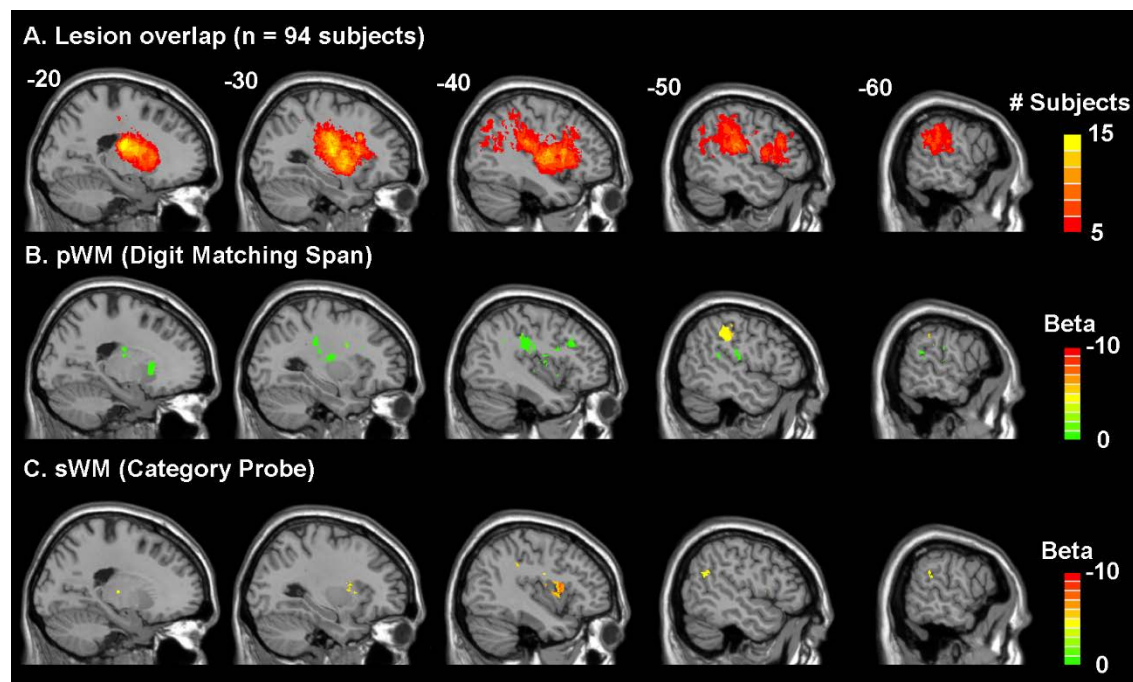 A. Lesion overlap (n = 94 subjects)
-20
-30
-40
-50
-60
# Subjects
15
5
B. pWM (Digit Matching Span)
Beta
-10
0
C. sWM (Category Probe)
Beta
-10
0